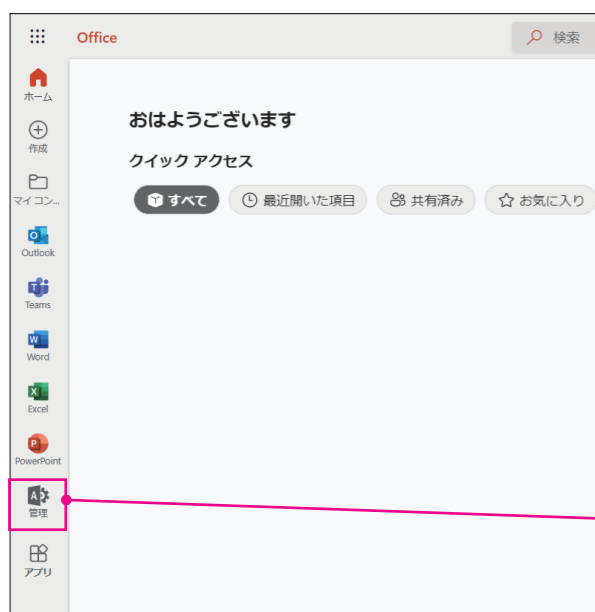 Office
検索
ホーム
作成
マイ コン...
Outlook
Teams
Word
Excel
PowerPoint
管理
アプリ
おはようございます
クイック アクセス
すべて
最近開いた項目
共有済み
お気に入り